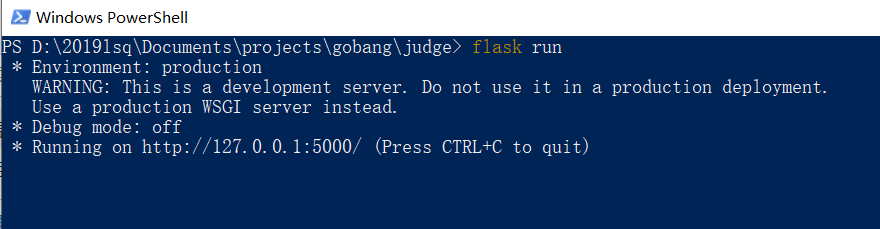 Windows PowerShell
PS D:\2019lsq\Documents\projects\gobang\judge> flask run
 * Environment: production
   WARNING: This is a development server. Do not use it in a production deployment.
   Use a production WSGI server instead.
 * Debug mode: off
 * Running on http://127.0.0.1:5000/ (Press CTRL+C to quit)